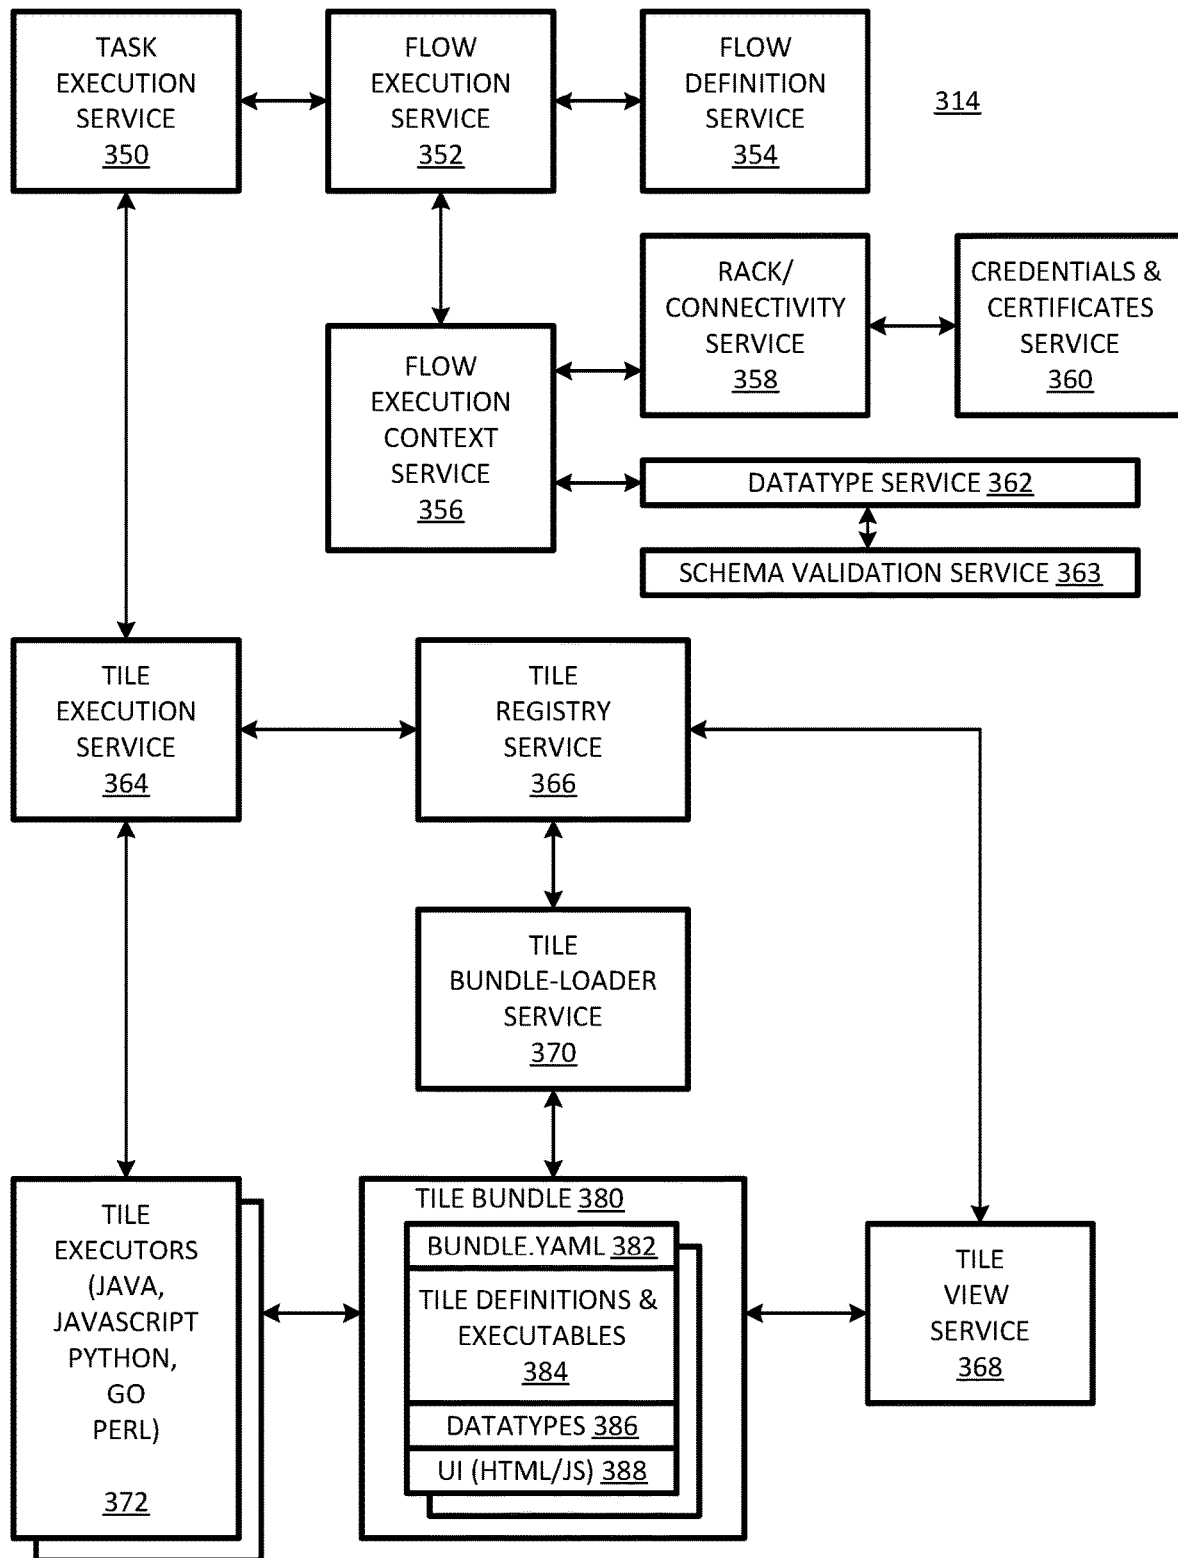 TASK
EXECUTION
SERVICE
350
FLOW
EXECUTION
SERVICE
352
FLOW
DEFINITION
SERVICE
354
314
RACK/
CONNECTIVITY
SERVICE
358
CREDENTIALS &
CERTIFICATES
SERVICE
360
FLOW
EXECUTION
CONTEXT
SERVICE
356
DATATYPE SERVICE 362
SCHEMA VALIDATION SERVICE 363
TILE
EXECUTION
SERVICE
364
TILE
REGISTRY
SERVICE
366
TILE
BUNDLE-LOADER
SERVICE
370
TILE
EXECUTORS
(JAVA,
JAVASCRIPT
PYTHON,
GO
PERL)
372
TILE BUNDLE 380
BUNDLE.YAML 382
TILE DEFINITIONS &
EXECUTABLES
384
DATATYPES 386
UI (HTML/JS) 388
TILE
VIEW
SERVICE
368